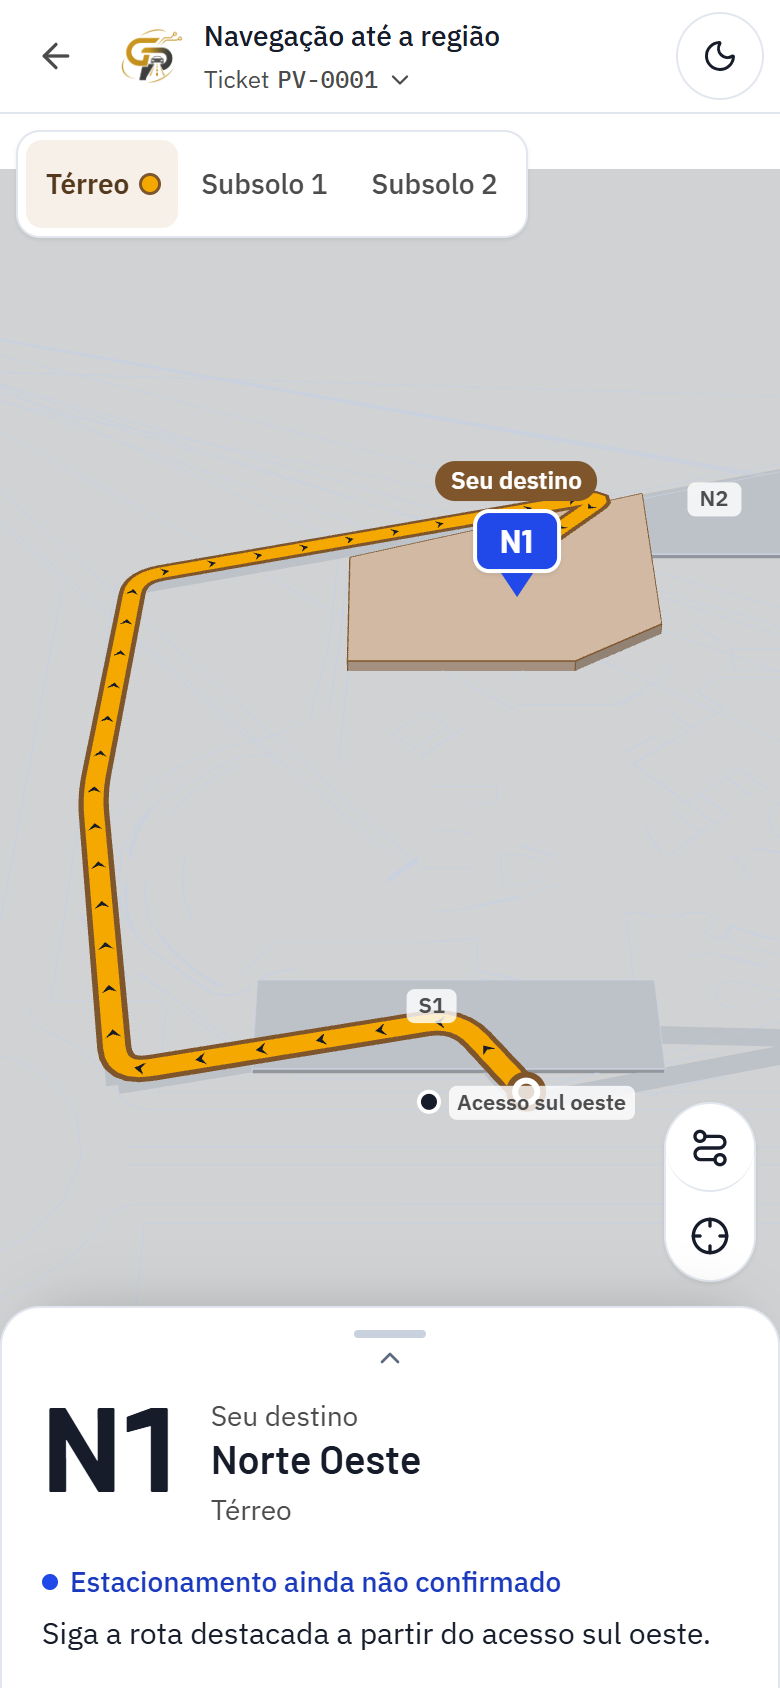 Navegação até a região
Ticket PV-0001
Térreo
Subsolo 1
Subsolo 2
Seu destino
N2
N1
S1
Acesso sul oeste
N1
Seu destino
Norte Oeste
Térreo
Estacionamento ainda não confirmado
Siga a rota destacada a partir do acesso sul oeste.